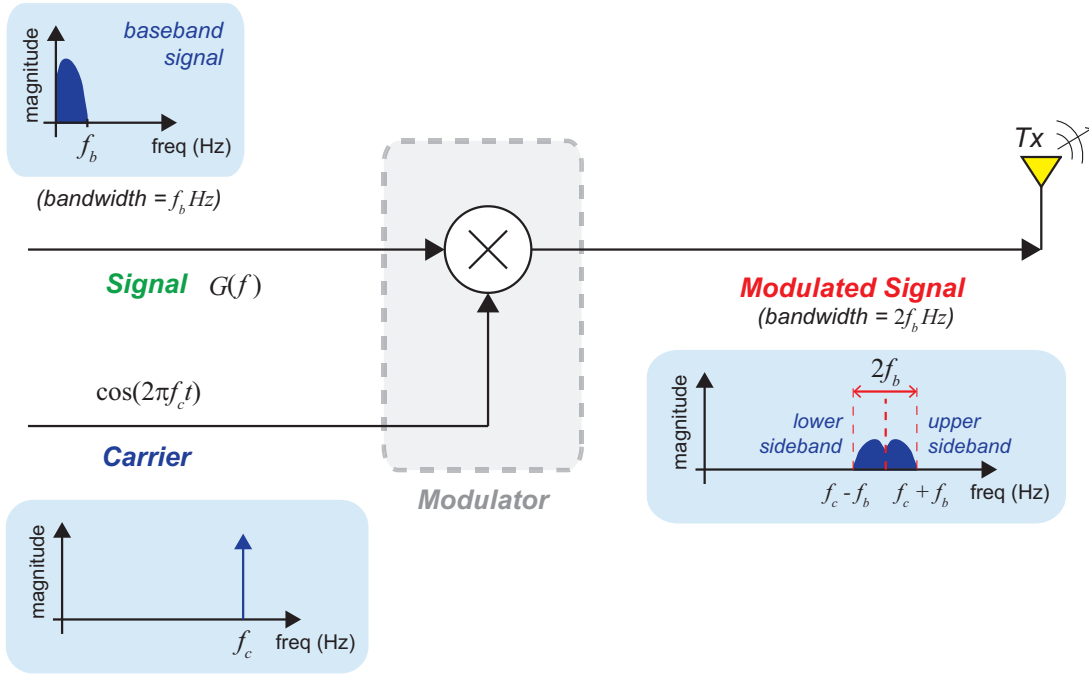 magnitude
baseband
signal
f_b
freq (Hz)
(bandwidth = f_b Hz)
Signal G(f)
cos(2πf_c t)
Carrier
magnitude
f_c
freq (Hz)
Modulator
Tx
Modulated Signal
(bandwidth = 2f_b Hz)
magnitude
2f_b
lower
sideband
upper
sideband
f_c - f_b
f_c + f_b
freq (Hz)